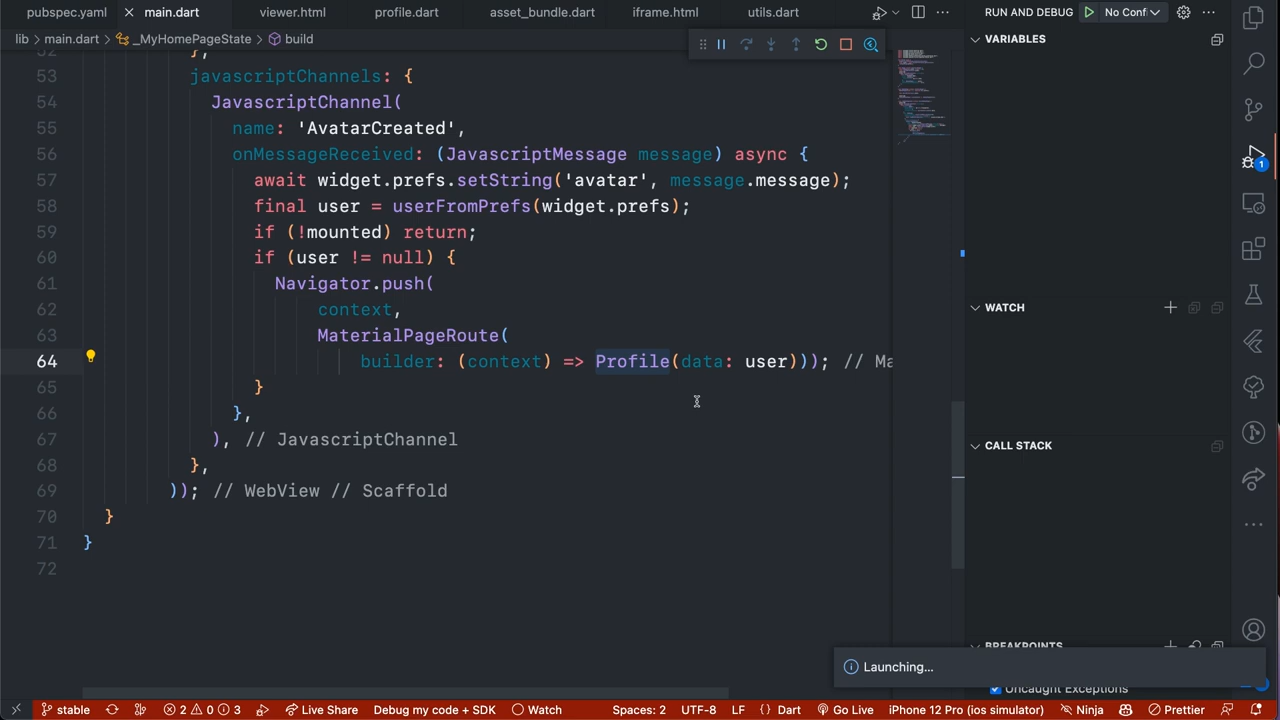 pubspec.yaml
main.dart
viewer.html
profile.dart
asset_bundle.dart
iframe.html
utils.dart
RUN AND DEBUG
No Confi
lib > main.dart > _MyHomePageState > build
VARIABLES
53 javascriptChannels: {
54 JavascriptChannel(
55 name: 'AvatarCreated',
56 onMessageReceived: (JavascriptMessage message) async {
57 await widget.prefs.setString('avatar', message.message);
58 final user = userFromPrefs(widget.prefs);
59 if (!mounted) return;
60 if (user != null) {
61 Navigator.push(
62 context,
63 MaterialPageRoute(
64 builder: (context) => Profile(data: user))); // Ma
65 }
66 },
67 ), // JavascriptChannel
68 },
69 )); // WebView // Scaffold
70 }
71 }
72
1
WATCH
CALL STACK
BREAKPOINTS
Launching...
Uncaught Exceptions
stable
2 0 3
Live Share
Debug my code + SDK
Watch
Spaces: 2
UTF-8
LF
{ } Dart
Go Live
iPhone 12 Pro (ios simulator)
Ninja
Prettier